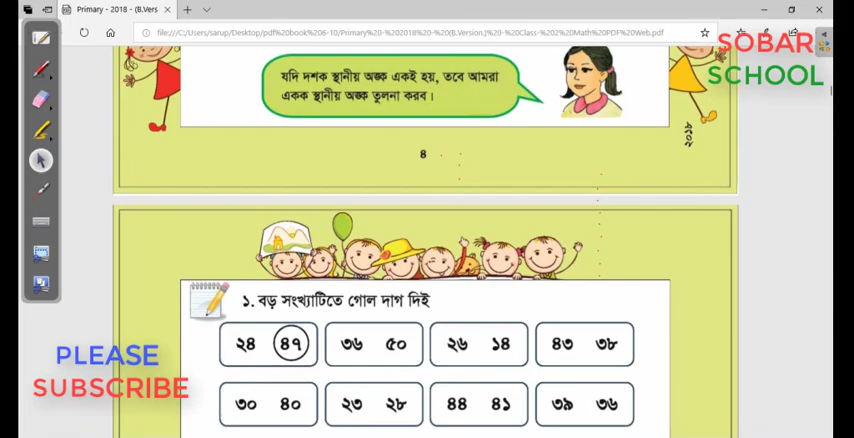 Primary - 2018 - (B.Vers
file:///C:/Users/sarup/Desktop/pdf%20book%206-10/Primary%20-%202018%20-%20(B.Version.)%20-%20Class-%202%20Math%20PDF%20Web.pdf
SOBAR
SCHOOL
যদি দশক স্থানীয় অঙ্ক একই হয়, তবে আমরা
একক স্থানীয় অঙ্ক তুলনা করব।
২০১৮
৪
১. বড় সংখ্যাটিতে গোল দাগ দিই
২৪ ৪৭ ৩৬ ৫০ ২৬ ১৪ ৪৩ ৩৮
৩০ ৪০ ২৩ ২৮ ৪৪ ৪১ ৩৯ ৩৬
PLEASE
SUBSCRIBE